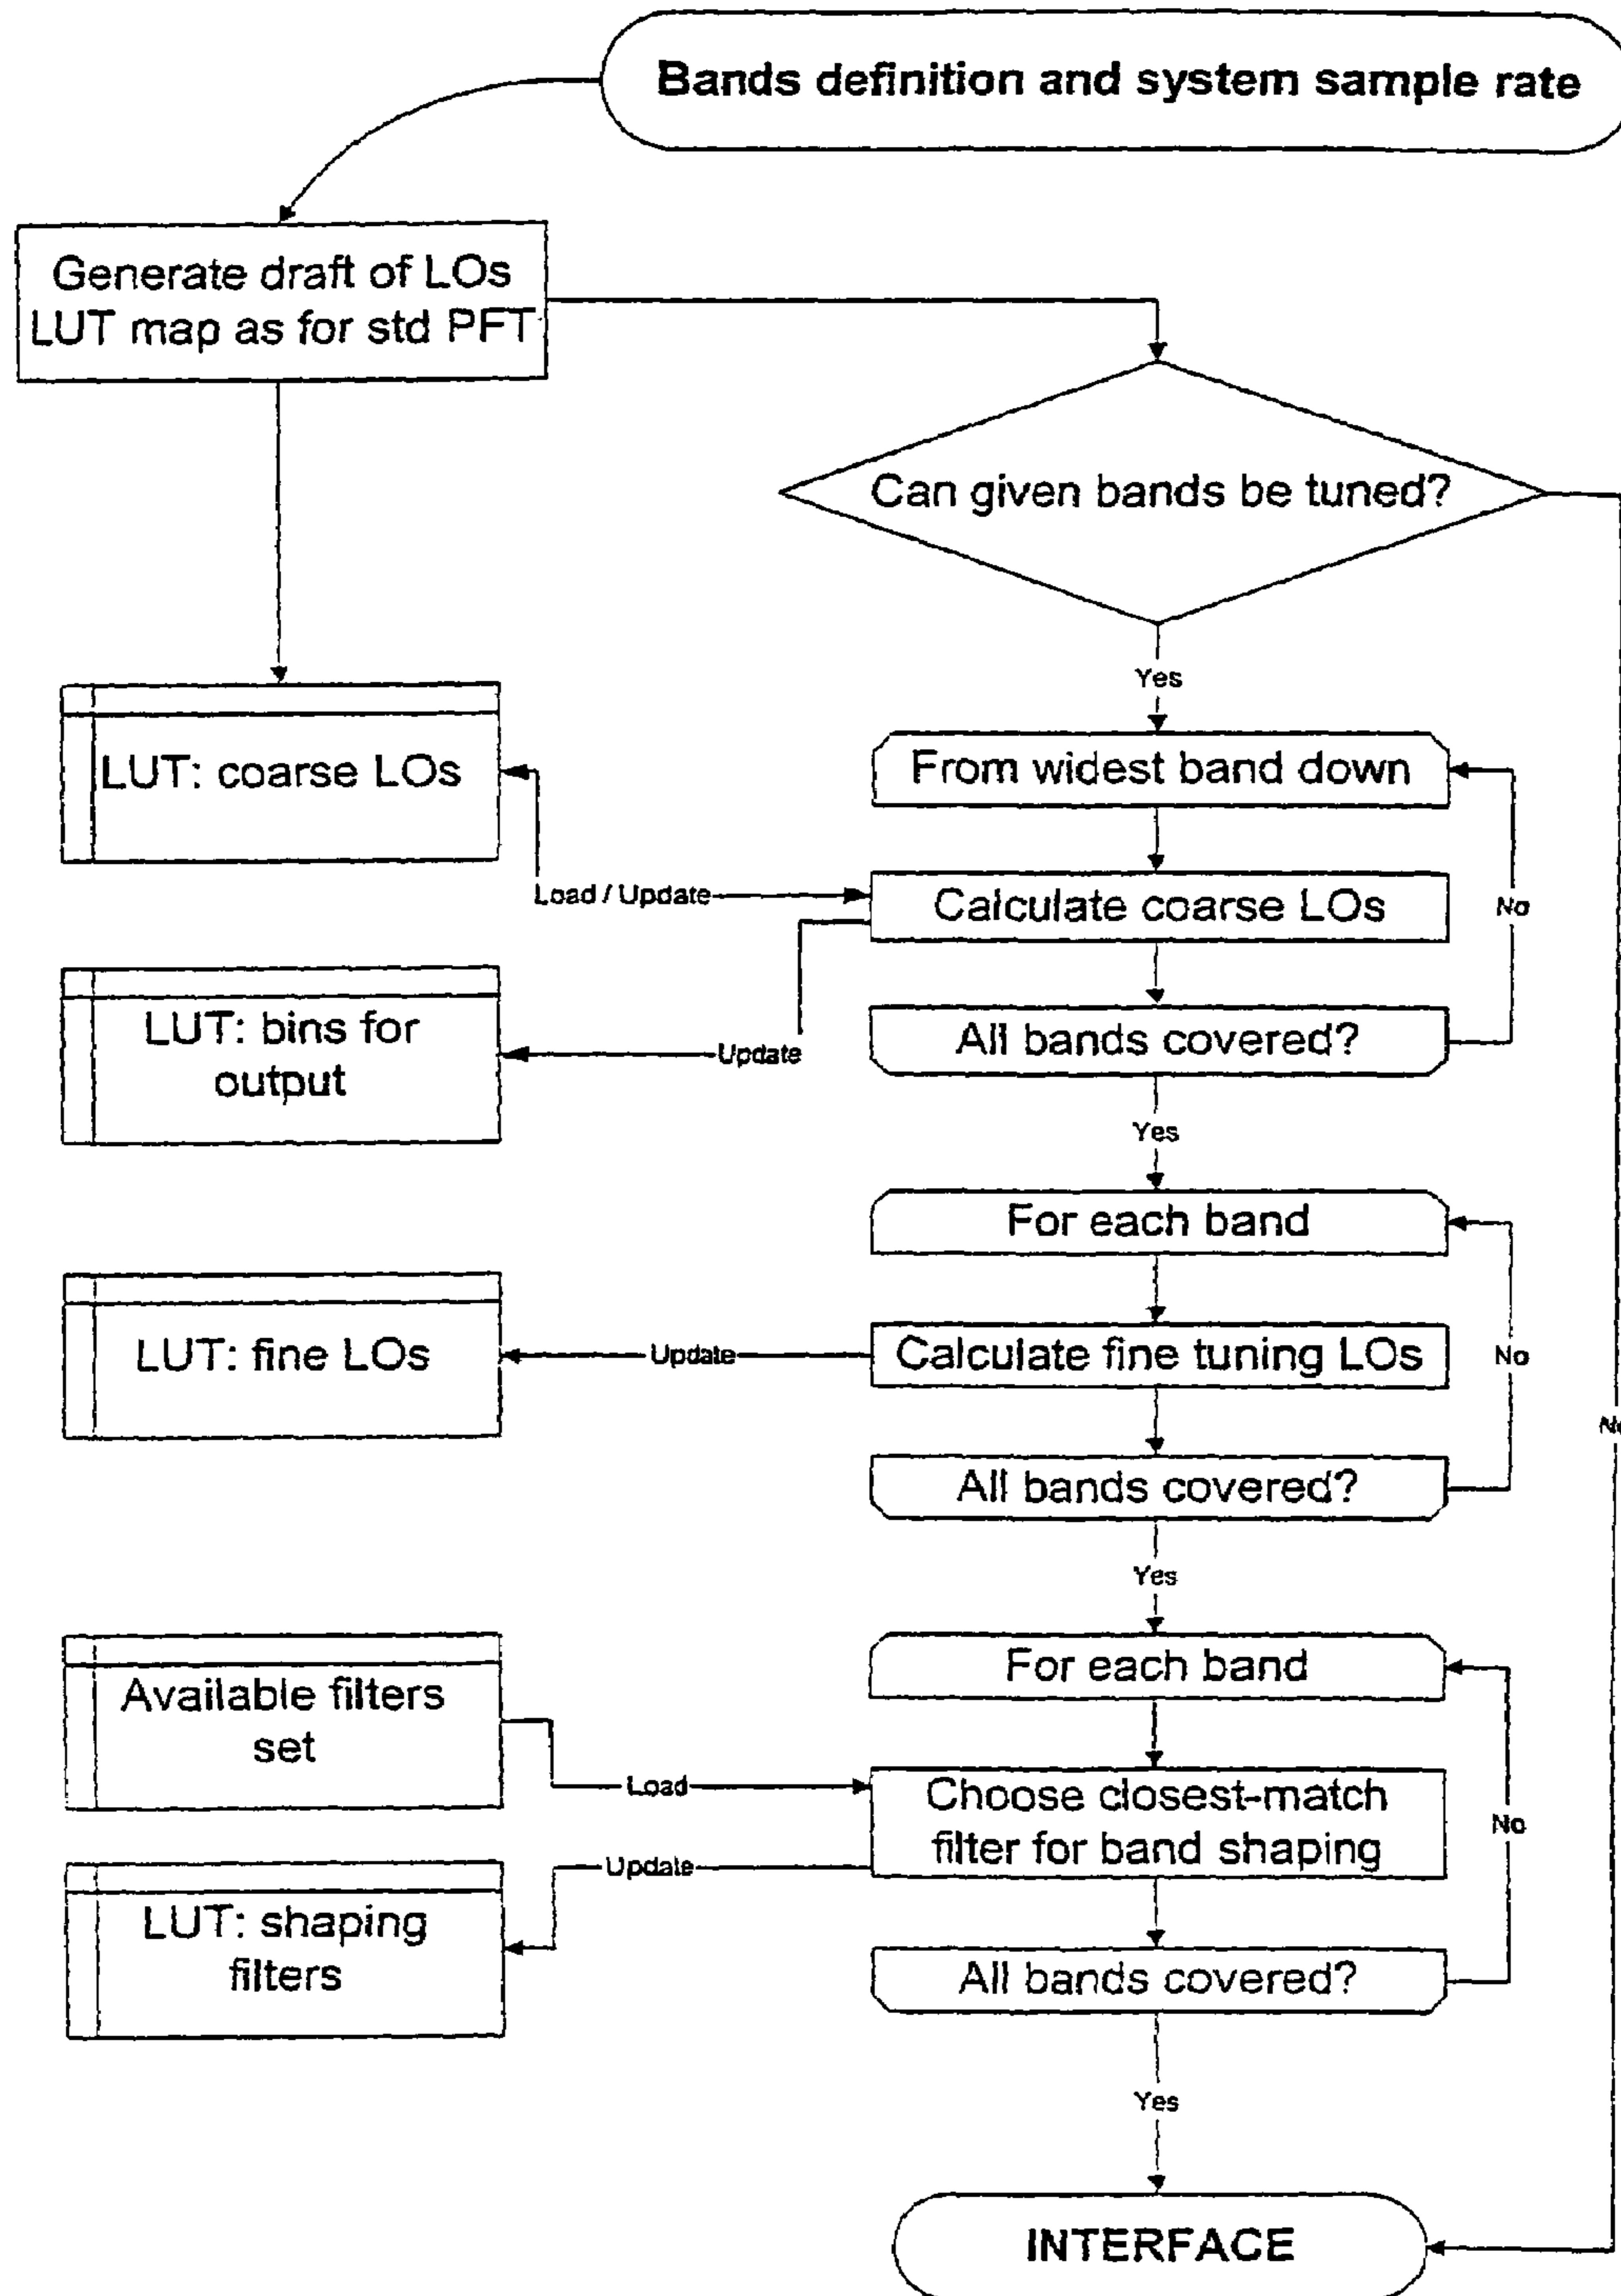 Bands definition and system sample rate
Generate draft of LOs
LUT map as for std PFT
Can given bands be tuned?
Yes
LUT: coarse LOs
From widest band down
Load / Update
Calculate coarse LOs
No
LUT: bins for
output
Update
All bands covered?
Yes
For each band
LUT: fine LOs
Update
Calculate fine tuning LOs
No
No
All bands covered?
Yes
Available filters
set
For each band
Load
Choose closest-match
filter for band shaping
No
Update
LUT: shaping
filters
All bands covered?
Yes
INTERFACE